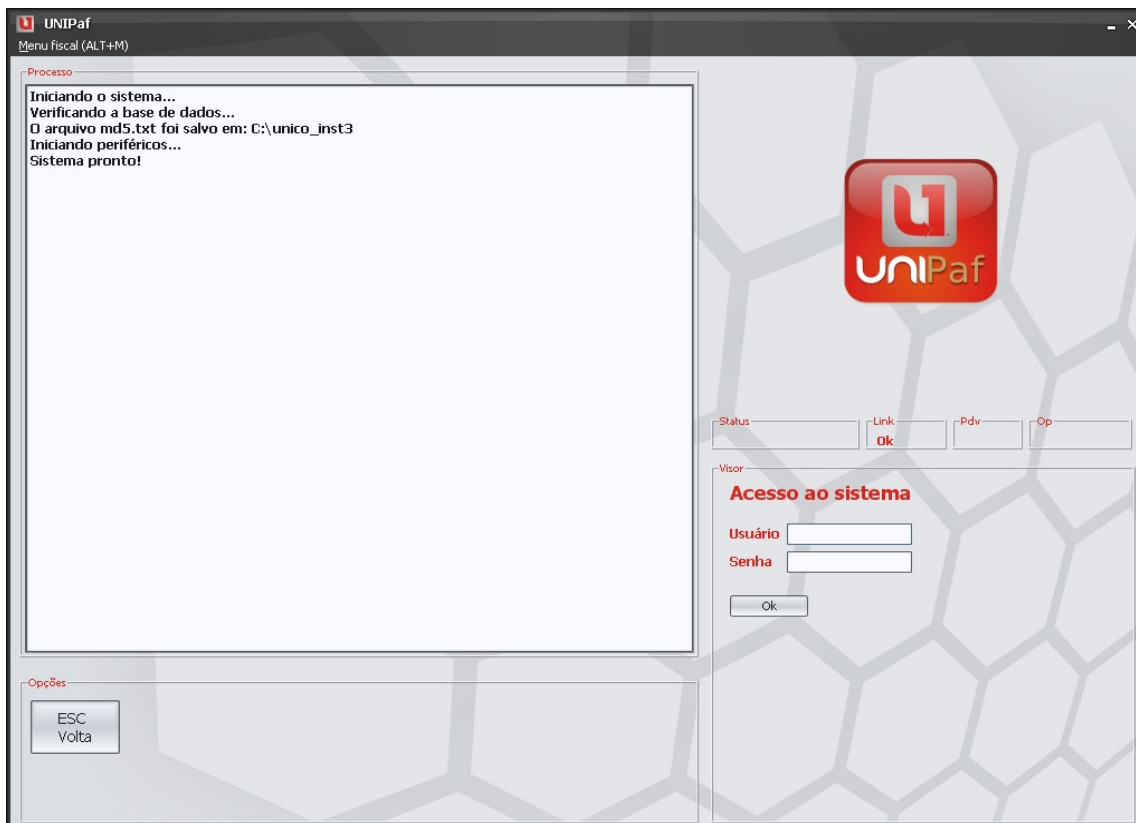 UNIPaf
Menu fiscal (ALT+M)
Processo
Iniciando o sistema...
Verificando a base de dados...
O arquivo md5.txt foi salvo em: C:\unico_inst3
Iniciando periféricos...
Sistema pronto!
UNIPaf
Status
Link
Ok
Pdv
Op
Visor
Acesso ao sistema
Usuário
Senha
Ok
Opções
ESC
Volta